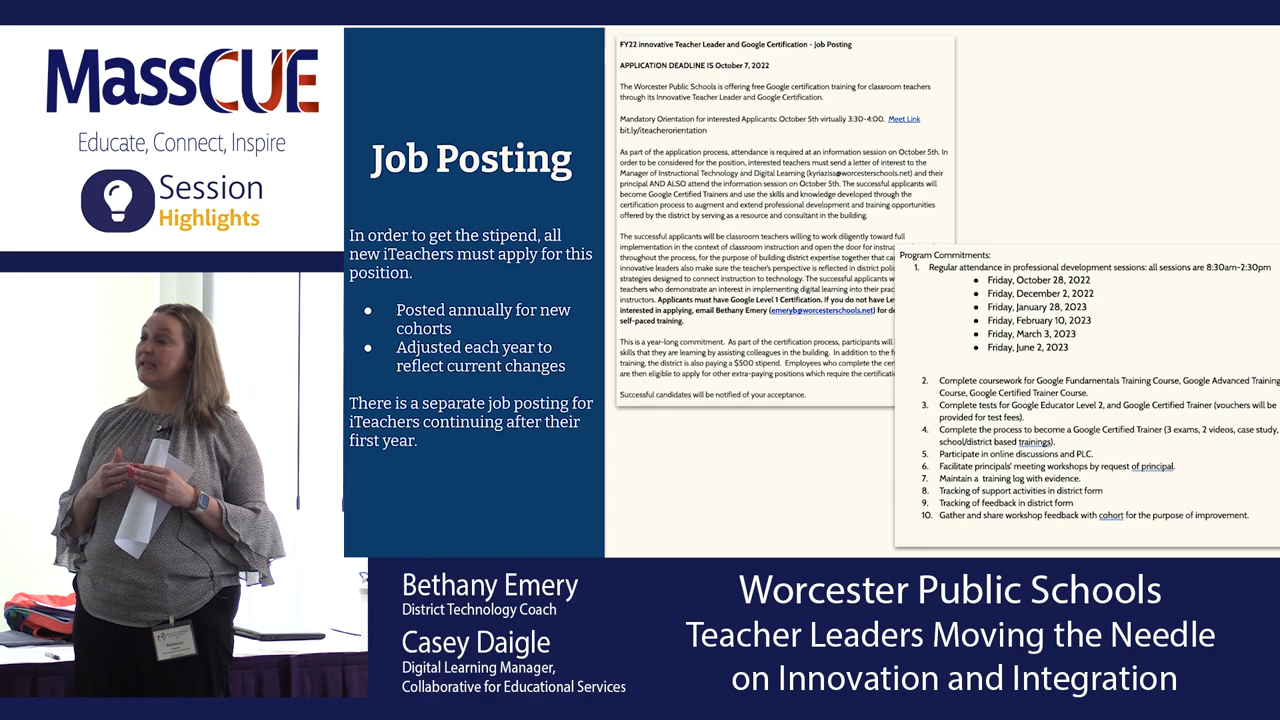 MassCUE
Educate, Connect, Inspire
Session
Highlights
Job Posting
In order to get the stipend, all
new iTeachers must apply for this
position.
● Posted annually for new
cohorts
● Adjusted each year to
reflect current changes
There is a separate job posting for
iTeachers continuing after their
first year.
FY22 innovative Teacher Leader and Google Certification - Job Posting
APPLICATION DEADLINE IS October 7, 2022
The Worcester Public Schools is offering free Google certification training for classroom teachers
through its Innovative Teacher Leader and Google Certification.
Mandatory Orientation for interested Applicants: October 5th virtually 3:30-4:00. Meet Link
bit.ly/iteacherorientation
As part of the application process, attendance is required at an information session on October 5th. In
order to be considered for the position, interested teachers must send a letter of interest to the
Manager of Instructional Technology and Digital Learning (kyriaziss@worcesterschools.net) and their
principal AND ALSO attend the information session on October 5th. The successful applicants will
become Google Certified Trainers and use the skills and knowledge developed through the
certification process to augment and extend professional development and training opportunities
offered by the district by serving as a resource and consultant in the building.
The successful applicants will be classroom teachers willing to work diligently toward full
implementation in the context of classroom instruction and open the door for
throughout the process, for the purpose of building district expertise together that
innovative leaders also make sure the teacher's perspective is reflected in district
strategies designed to connect instruction to technology. The successful applicants
teachers who demonstrate an interest in implementing digital learning into their
instructors. Applicants must have Google Level 1 Certification. If you do not have
interested in applying, email Bethany Emery (emeryb@worcesterschools.net) for
self-paced training.
This is a year-long commitment. As part of the certification process, participants will
skills that they are learning by assisting colleagues in the building. In addition to the
training, the district is also paying a $500 stipend. Employees who complete the
are then eligible to apply for other extra-paying positions which require the
Successful candidates will be notified of your acceptance.
Program Commitments:
1. Regular attendance in professional development sessions: all sessions are 8:30am-2:30pm
● Friday, October 28, 2022
● Friday, December 2, 2022
● Friday, January 28, 2023
● Friday, February 10, 2023
● Friday, March 3, 2023
● Friday, June 2, 2023
2. Complete coursework for Google Fundamentals Training Course, Google Advanced Training
Course, Google Certified Trainer Course.
3. Complete tests for Google Educator Level 2, and Google Certified Trainer (vouchers will be
provided for test fees).
4. Complete the process to become a Google Certified Trainer (3 exams, 2 videos, case study,
school/district based trainings).
5. Participate in online discussions and PLC.
6. Facilitate principals' meeting workshops by request of principal.
7. Maintain a training log with evidence.
8. Tracking of support activities in district form
9. Tracking of feedback in district form
10. Gather and share workshop feedback with cohort for the purpose of improvement.
Bethany Emery
District Technology Coach
Casey Daigle
Digital Learning Manager,
Collaborative for Educational Services
Worcester Public Schools
Teacher Leaders Moving the Needle
on Innovation and Integration